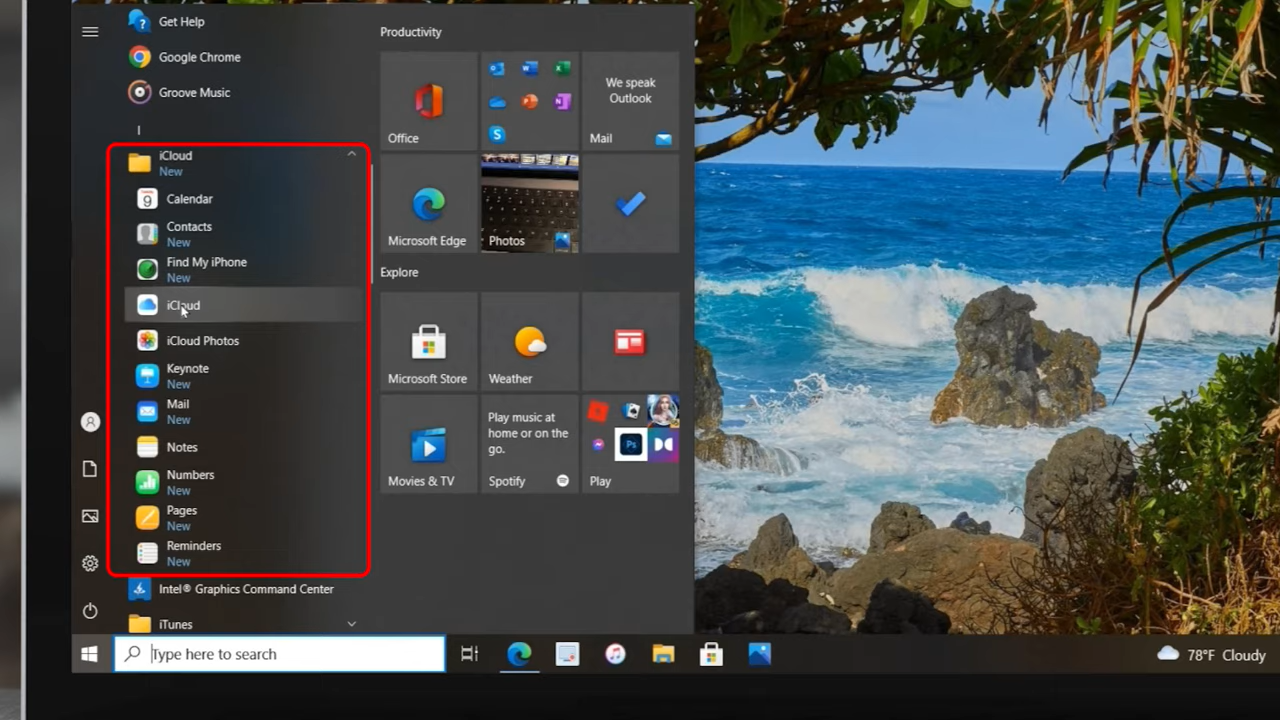 Get Help
Google Chrome
Groove Music
I
iCloud
New
9
Calendar
Contacts
New
Find My iPhone
New
iCloud
iCloud Photos
Keynote
New
Mail
New
Notes
Numbers
New
Pages
New
Reminders
New
Intel® Graphics Command Center
iTunes
Productivity
Office
We speak
Outlook
Mail
Microsoft Edge
Photos
Explore
Microsoft Store
Weather
Movies & TV
Play music at
home or on the
go.
Spotify
Ps
Play
Type here to search
78°F Cloudy